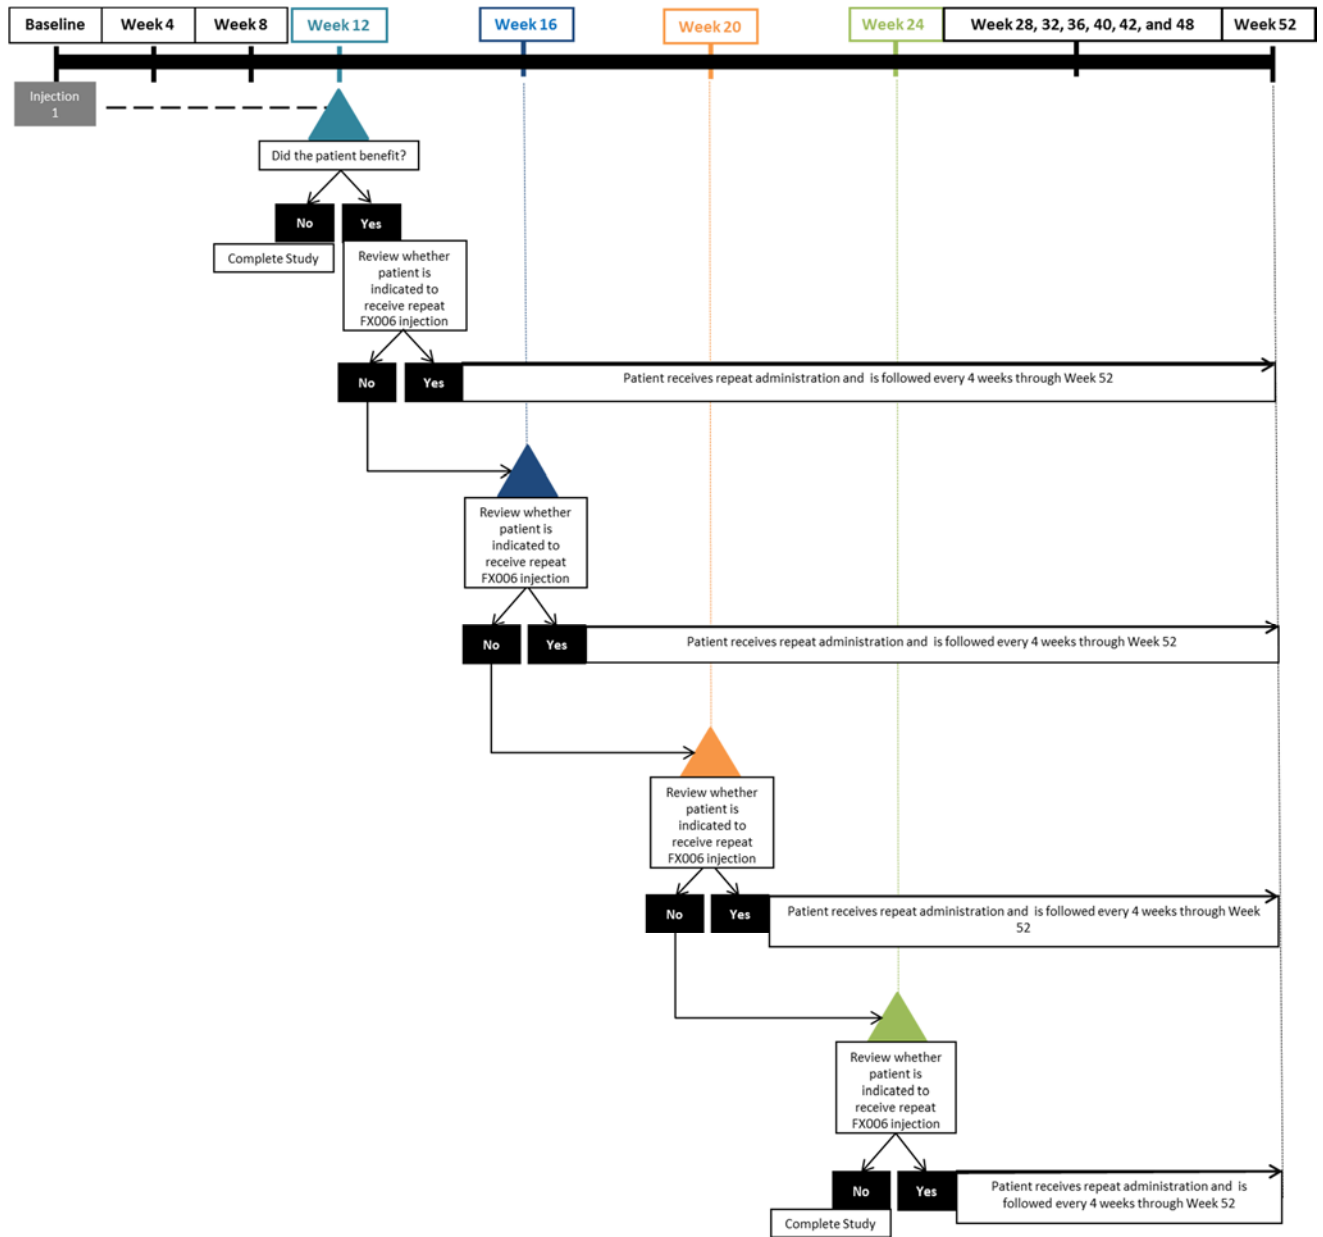 Baseline
Week 4
Week 8
Week 12
Week 16
Week 20
Week 24
Week 28, 32, 36, 40, 42, and 48
Week 52
Injection
1
Did the patient benefit?
No
Yes
Complete Study
Review whether
patient is
indicated to
receive repeat
FX006 injection
No
Yes
Patient receives repeat administration and is followed every 4 weeks through Week 52
Review whether
patient is
indicated to
receive repeat
FX006 injection
No
Yes
Patient receives repeat administration and is followed every 4 weeks through Week 52
Review whether
patient is
indicated to
receive repeat
FX006 injection
No
Yes
Patient receives repeat administration and is followed every 4 weeks through Week
52
Review whether
patient is
indicated to
receive repeat
FX006 injection
No
Yes
Patient receives repeat administration and is
followed every 4 weeks through Week 52
Complete Study